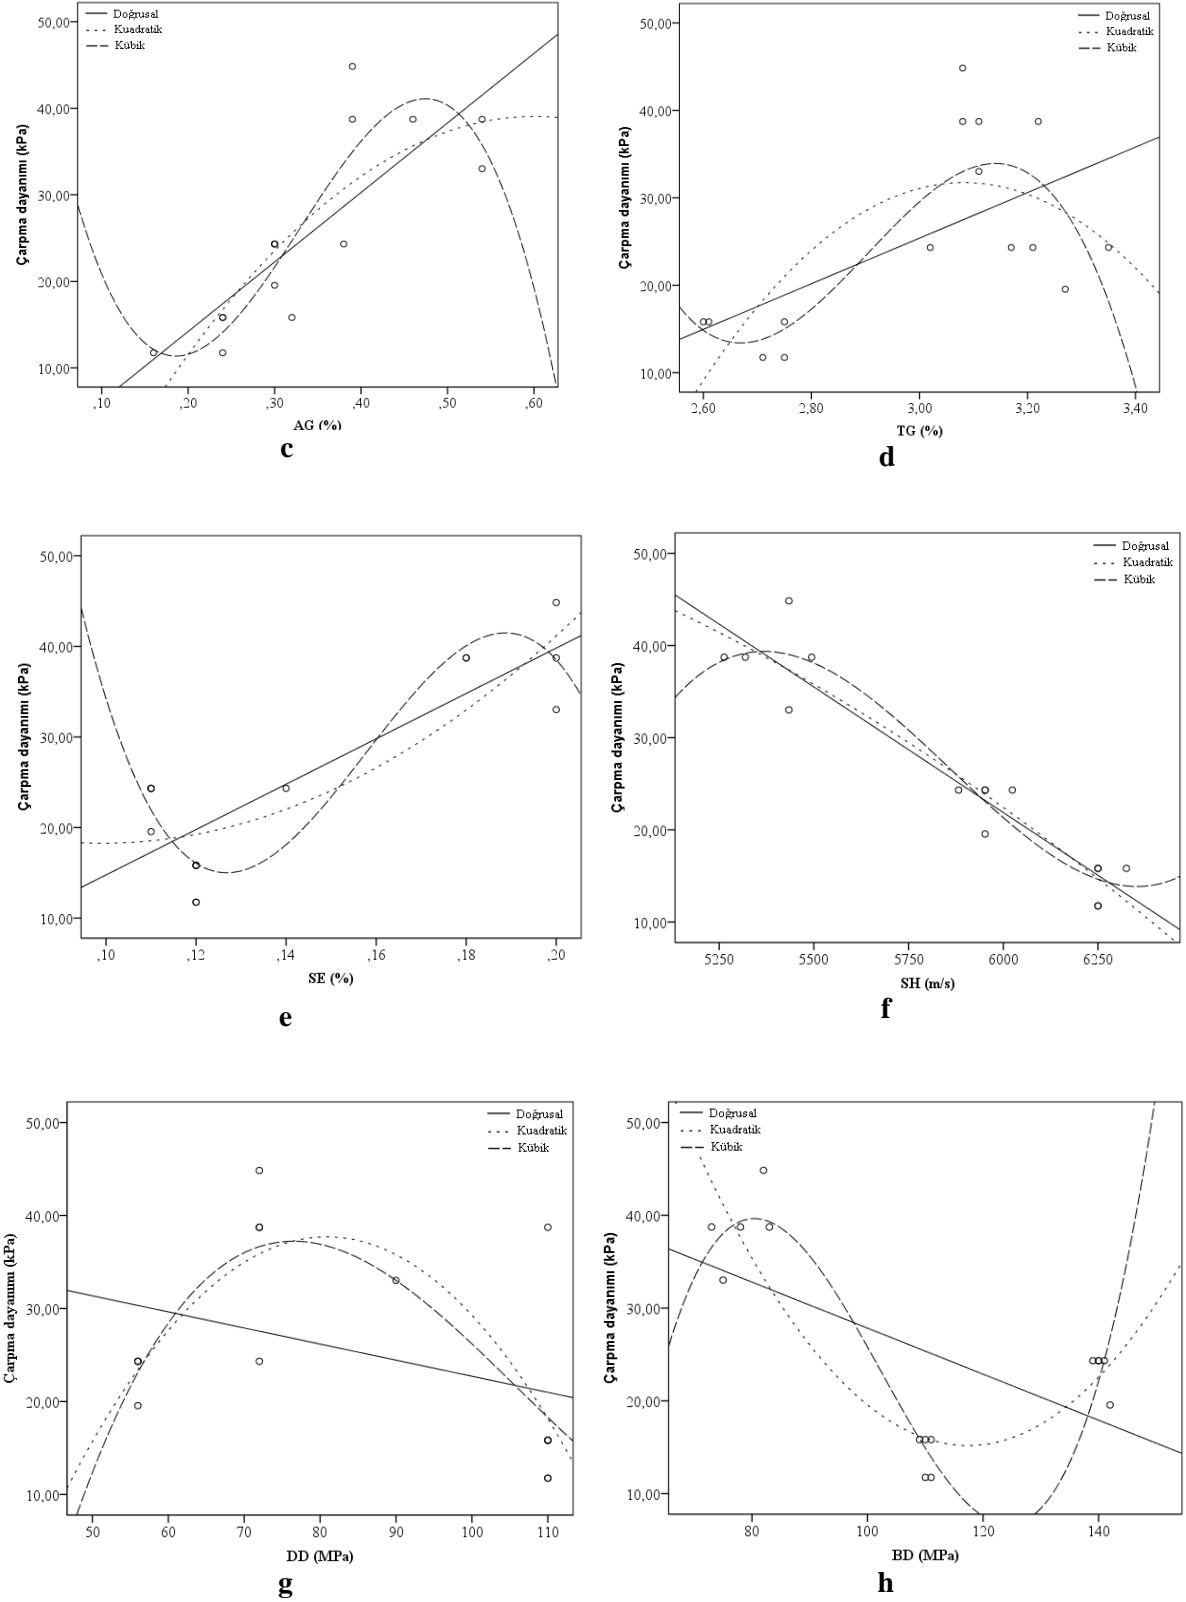 50,00
40,00
30,00
20,00
10,00
Çarpma dayanımı (kPa)
Doğrusal
Kuadratik
Kübik
,10 ,20 ,30 ,40 ,50 ,60
AG (%)
c
50,00
40,00
30,00
20,00
10,00
Çarpma dayanımı (kPa)
Doğrusal
Kuadratik
Kübik
2,60 2,80 3,00 3,20 3,40
TG (%)
d
50,00
40,00
30,00
20,00
10,00
Çarpma dayanımı (kPa)
,10 ,12 ,14 ,16 ,18 ,20
SE (%)
e
50,00
40,00
30,00
20,00
10,00
Çarpma dayanımı (kPa)
Doğrusal
Kuadratik
Kübik
5250 5500 5750 6000 6250
SH (m/s)
f
50,00
40,00
30,00
20,00
10,00
Çarpma dayanımı (kPa)
Doğrusal
Kuadratik
Kübik
50 60 70 80 90 100 110
DD (MPa)
g
50,00
40,00
30,00
20,00
10,00
Çarpma dayanımı (kPa)
Doğrusal
Kuadratik
Kübik
80 100 120 140
BD (MPa)
h